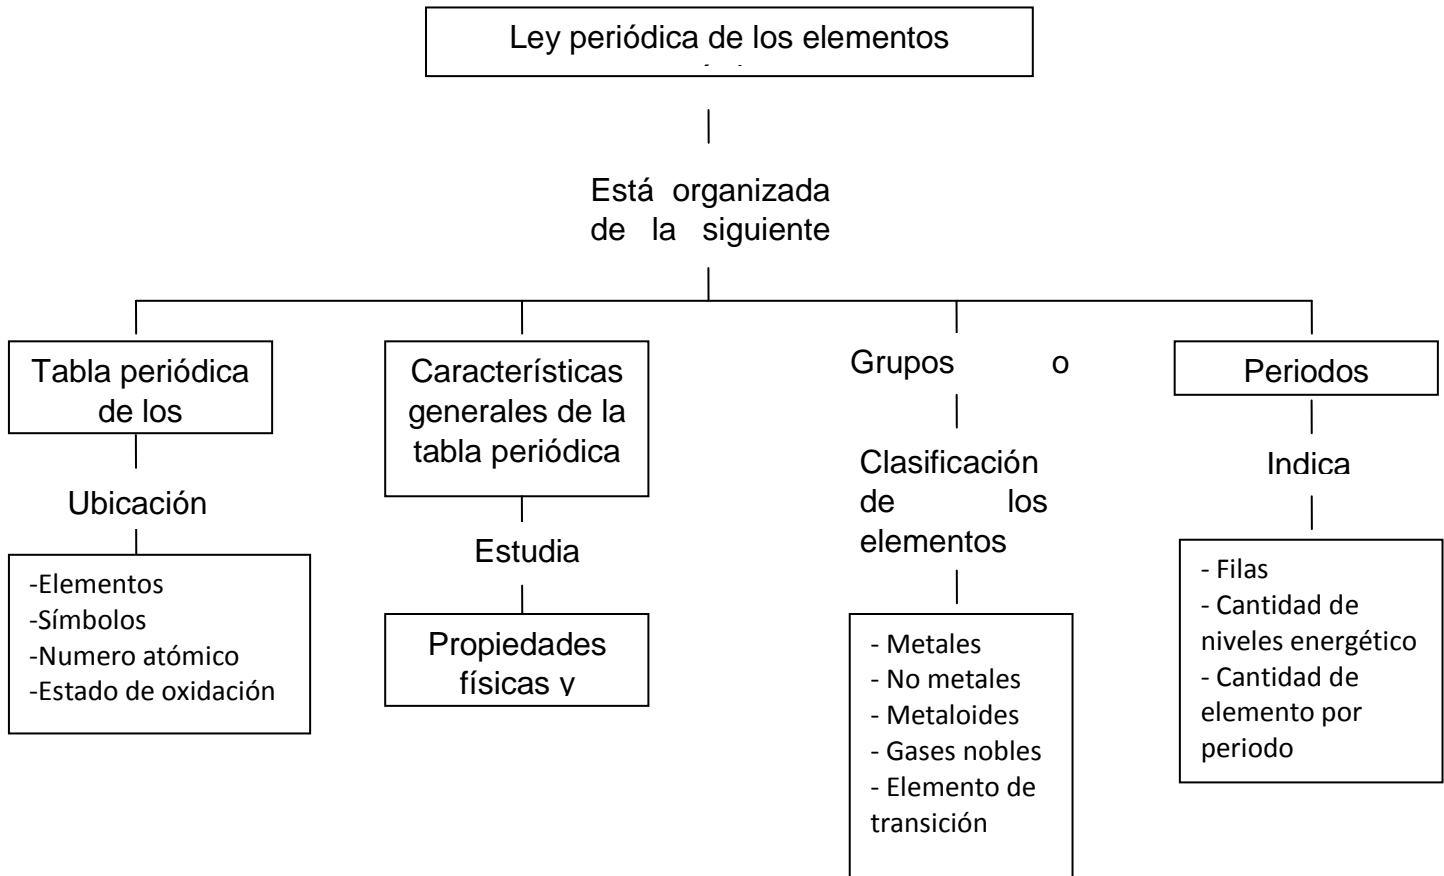 Ley periódica de los elementos
Está organizada
de la siguiente
Tabla periódica
de los
Ubicación
-Elementos
-Símbolos
-Numero atómico
-Estado de oxidación
Características
generales de la
tabla periódica
Estudia
Propiedades
físicas y
Grupos o
Clasificación
de los
elementos
- Metales
- No metales
- Metaloides
- Gases nobles
- Elemento de
transición
Periodos
Indica
- Filas
- Cantidad de
niveles energético
- Cantidad de
elemento por
periodo